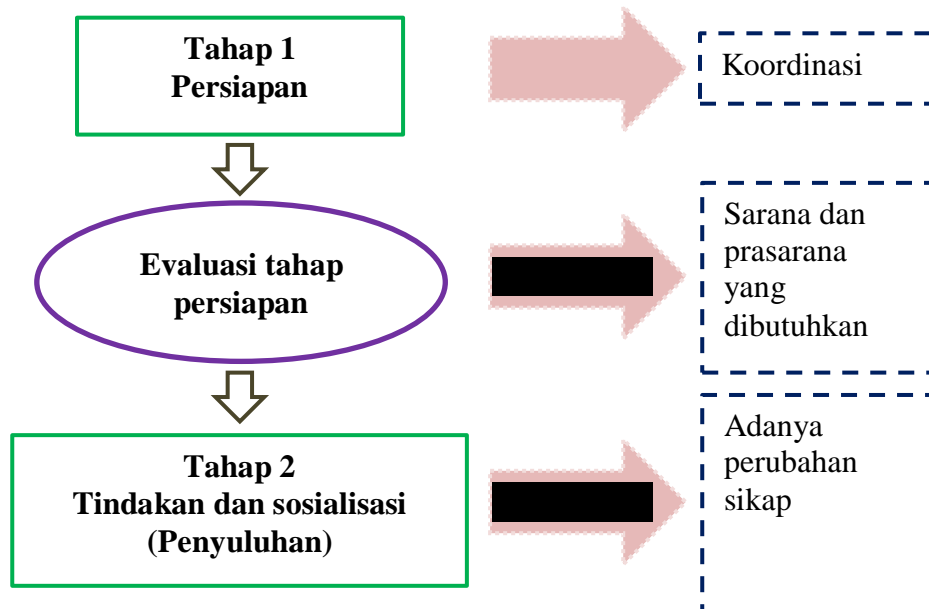 Tahap 1
Persiapan
Koordinasi
Evaluasi tahap
persiapan
Sarana dan
prasarana
yang
dibutuhkan
Tahap 2
Tindakan dan sosialisasi
(Penyuluhan)
Adanya
perubahan
sikap